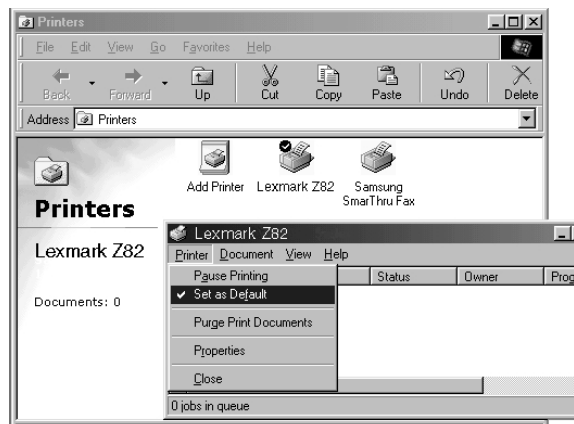 Printers
File Edit View Go Favorites Help
Back Forward Up Cut Copy Paste Undo Delete
Address Printers
Add Printer Lexmark Z82 Samsung
SmarThru Fax
Printers
Lexmark Z82
Documents: 0
Lexmark Z82
Printer Document View Help
Status Owner Prog
Pause Printing
Set as Default
Purge Print Documents
Properties
Close
0 jobs in queue